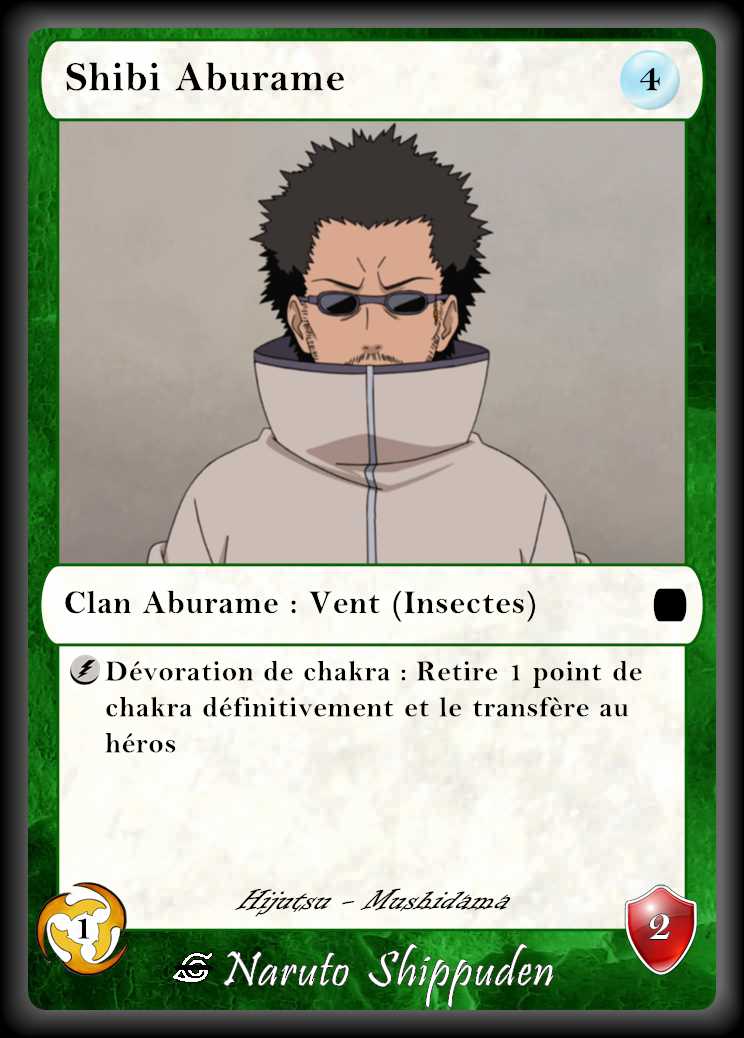 Shibi Aburame
4
Clan Aburame : Vent (Insectes)
Dévoration de chakra : Retire 1 point de
chakra définitivement et le transfère au
héros
Hijutsu - Mushidama
1
2
Naruto Shippuden